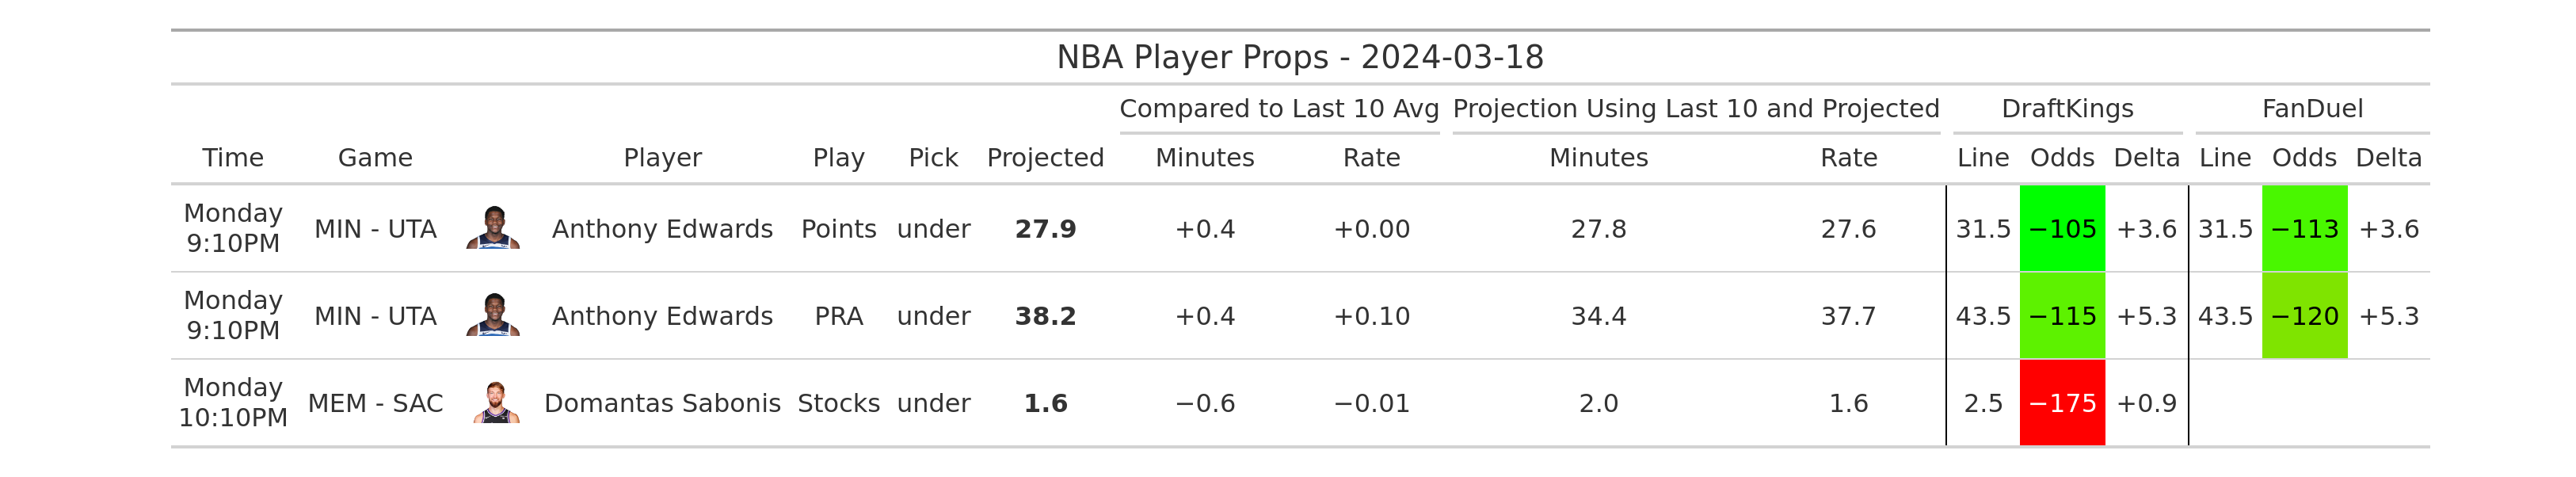 NBA Player Props - 2024-03-18
Compared to Last 10 Avg Projection Using Last 10 and Projected DraftKings FanDuel
Time Game Player Play Pick Projected Minutes Rate Minutes Rate Line Odds Delta Line Odds Delta
Monday
9:10PM MIN - UTA Anthony Edwards Points under 27.9 +0.4 +0.00 27.8 27.6 31.5 −105 +3.6 31.5 −113 +3.6
Monday
9:10PM MIN - UTA Anthony Edwards PRA under 38.2 +0.4 +0.10 34.4 37.7 43.5 −115 +5.3 43.5 −120 +5.3
Monday
10:10PM MEM - SAC Domantas Sabonis Stocks under 1.6 −0.6 −0.01 2.0 1.6 2.5 −175 +0.9